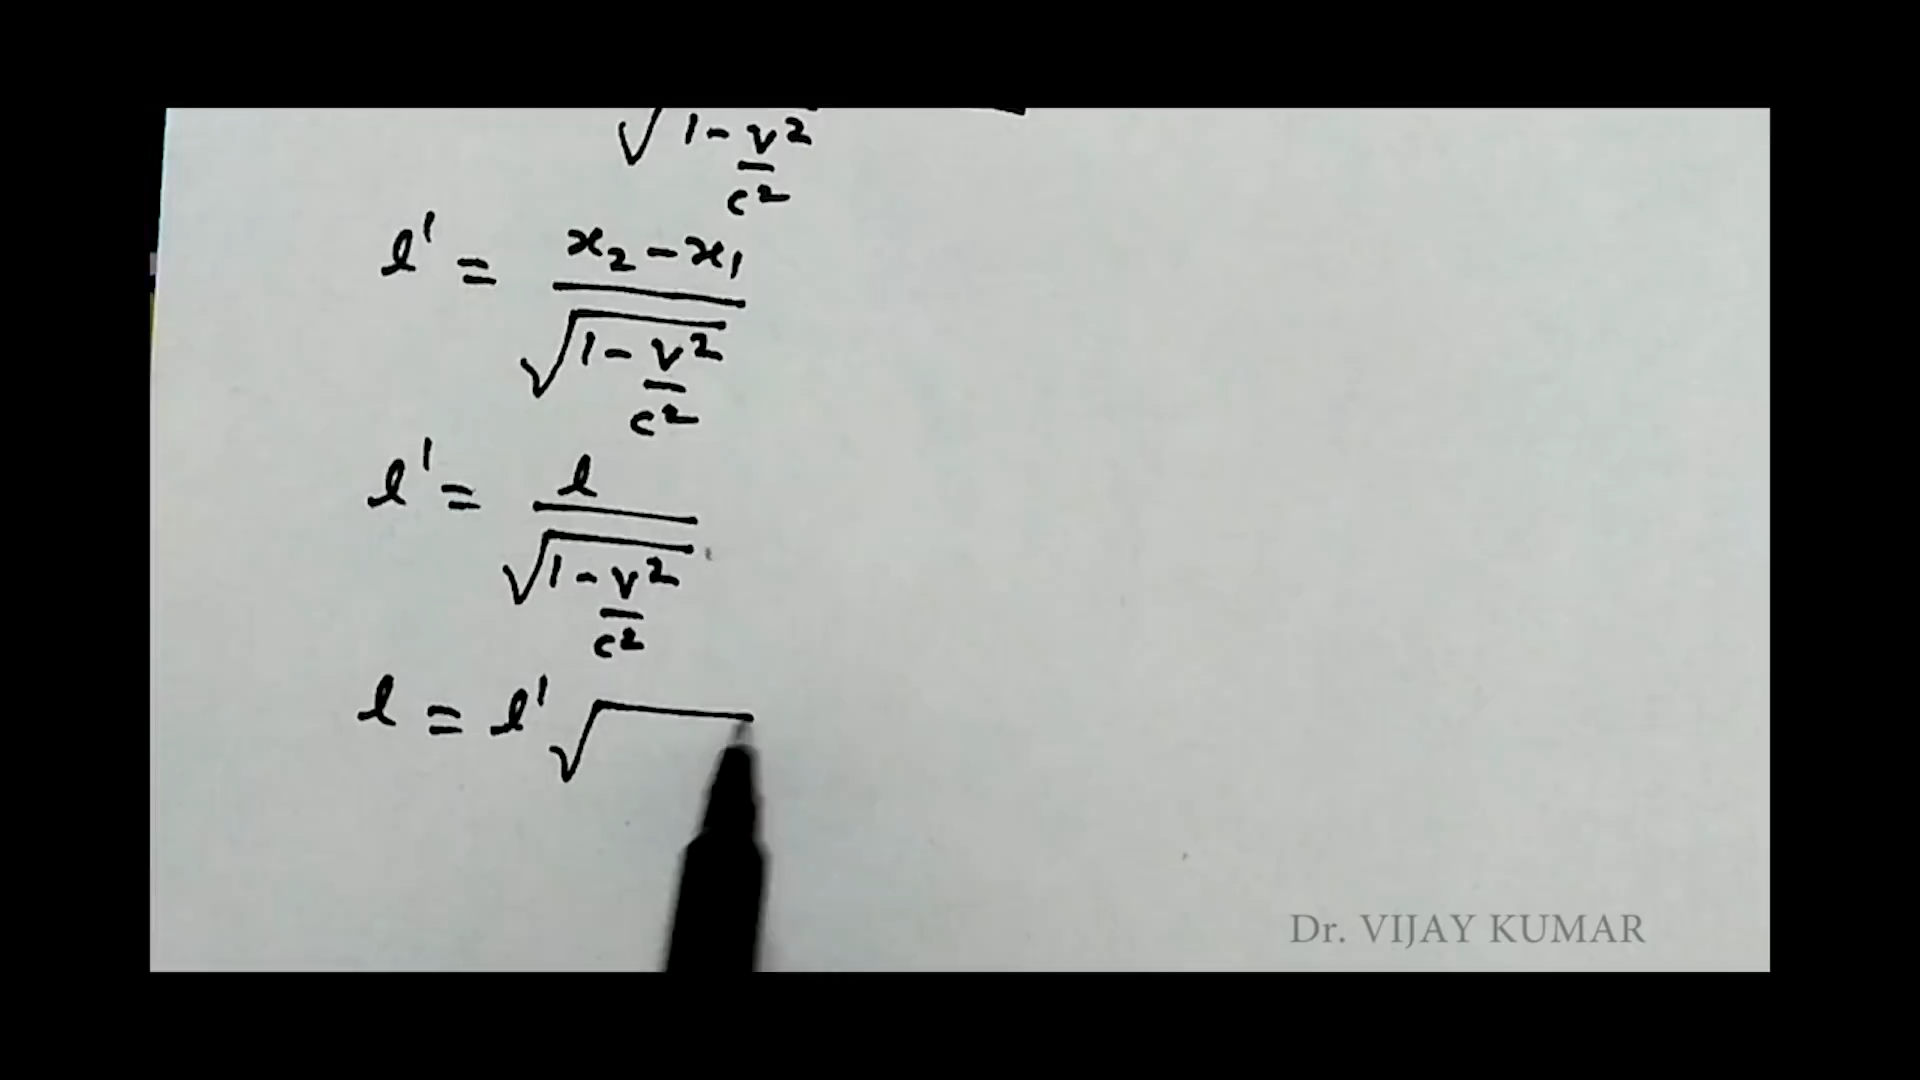 √1-v²/c²
l' = x₂-x₁/√1-v²/c²
l' = l/√1-v²/c²
l = l'√
Dr. VIJAY KUMAR